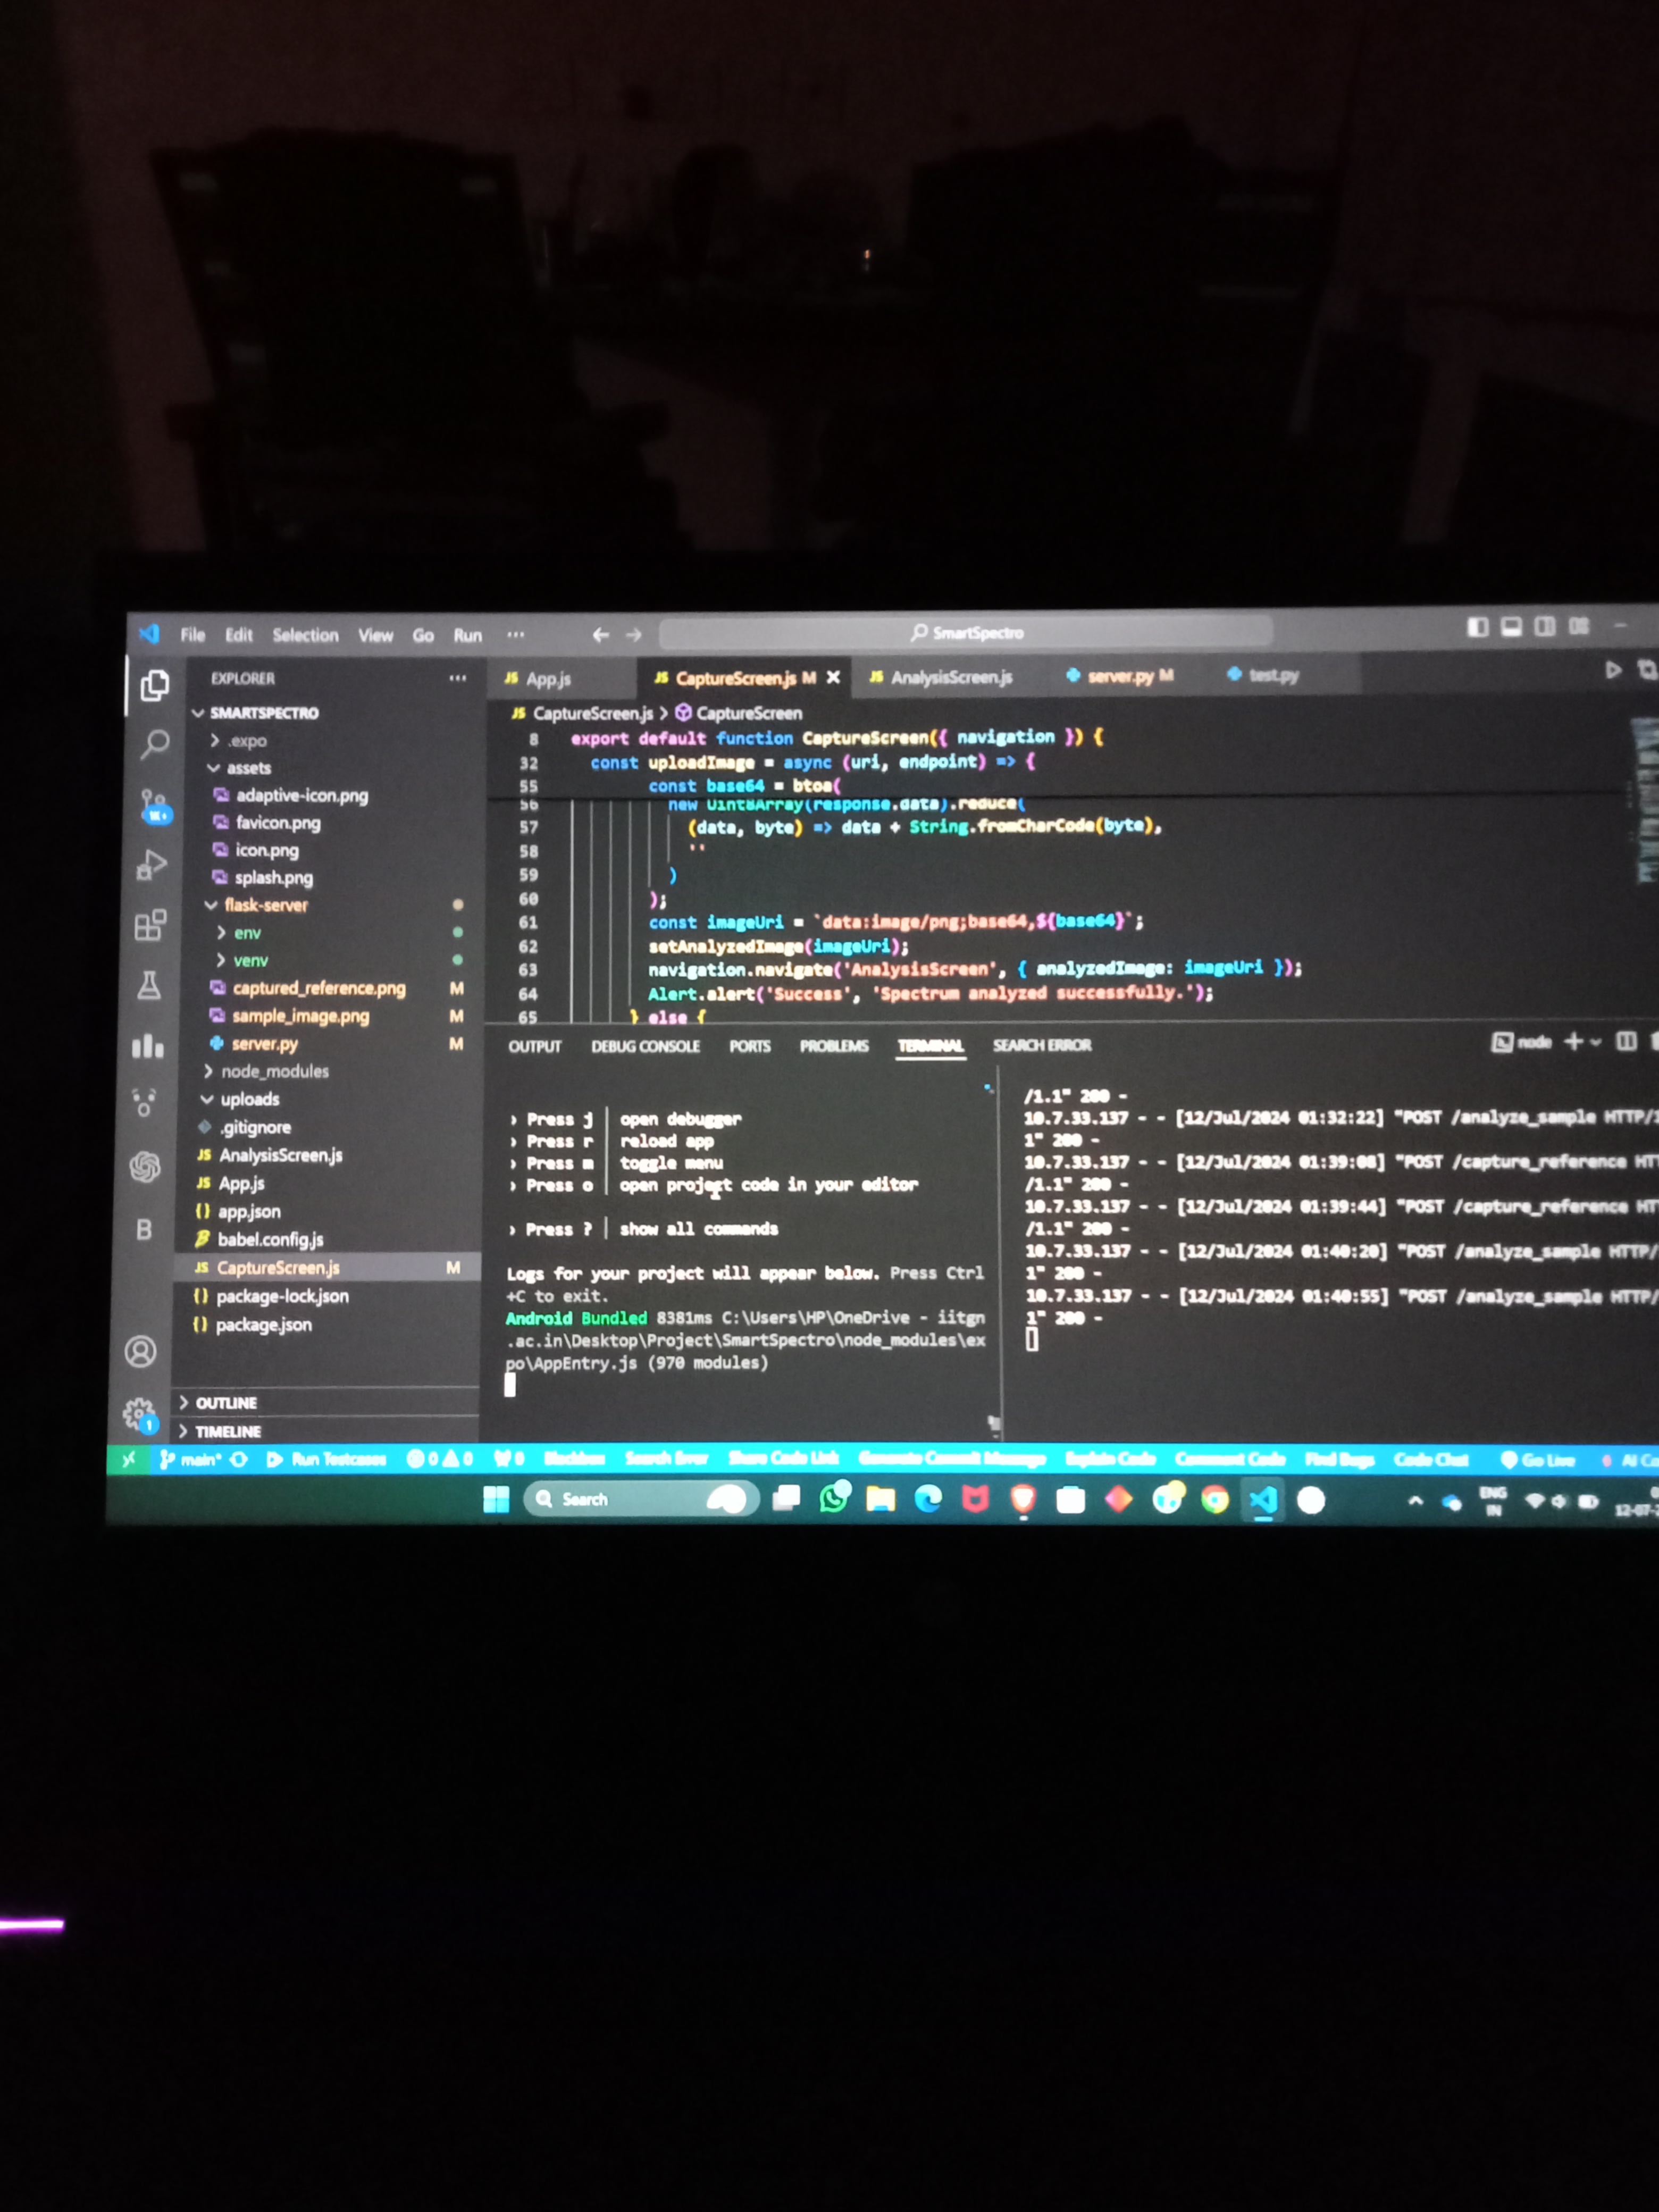 File Edit Selection View Go Run ··· SmartSpectro
EXPLORER ···
SMARTSPECTRO
.expo
assets
adaptive-icon.png
favicon.png
icon.png
splash.png
flask-server
env
venv
captured_reference.png M
sample_image.png M
server.py M
node_modules
uploads
.gitignore
AnalysisScreen.js
App.js
app.json
babel.config.js
CaptureScreen.js M
package-lock.json
package.json
OUTLINE
TIMELINE
App.js CaptureScreen.js M AnalysisScreen.js server.py M test.py
CaptureScreen.js > CaptureScreen
8 export default function CaptureScreen({ navigation }) {
32 const uploadImage = async (uri, endpoint) => {
55 const base64 = btoa(
56 new Uint8Array(response.data).reduce(
57 (data, byte) => data + String.fromCharCode(byte),
58 ''
59 )
60 );
61 const imageUri = `data:image/png;base64,${base64}`;
62 setAnalyzedImage(imageUri);
63 navigation.navigate('AnalysisScreen', { analyzedImage: imageUri });
64 Alert.alert('Success', 'Spectrum analyzed successfully.');
65 } else {
OUTPUT DEBUG CONSOLE PORTS PROBLEMS TERMINAL SEARCH ERROR node
› Press j | open debugger
› Press r | reload app
› Press m | toggle menu
› Press o | open project code in your editor
› Press ? | show all commands
Logs for your project will appear below. Press Ctrl
+C to exit.
Android Bundled 8381ms C:\Users\HP\OneDrive - iitgn
.ac.in\Desktop\Project\SmartSpectro\node_modules\ex
po\AppEntry.js (970 modules)
/1.1" 200 -
10.7.33.137 - - [12/Jul/2024 01:32:22] "POST /analyze_sample HTTP/1
1" 200 -
10.7.33.137 - - [12/Jul/2024 01:39:08] "POST /capture_reference HTT
/1.1" 200 -
10.7.33.137 - - [12/Jul/2024 01:39:44] "POST /capture_reference HTT
/1.1" 200 -
10.7.33.137 - - [12/Jul/2024 01:40:20] "POST /analyze_sample HTTP/
1" 200 -
10.7.33.137 - - [12/Jul/2024 01:40:55] "POST /analyze_sample HTTP/
1" 200 -
main* Run Testcases 0 0 0 Blackbox Search Error Share Code Link Generate Commit Message Explain Code Comment Code Find Bugs Code Chat Go Live AI Co
Search ENG
IN
12-07-2
B
1